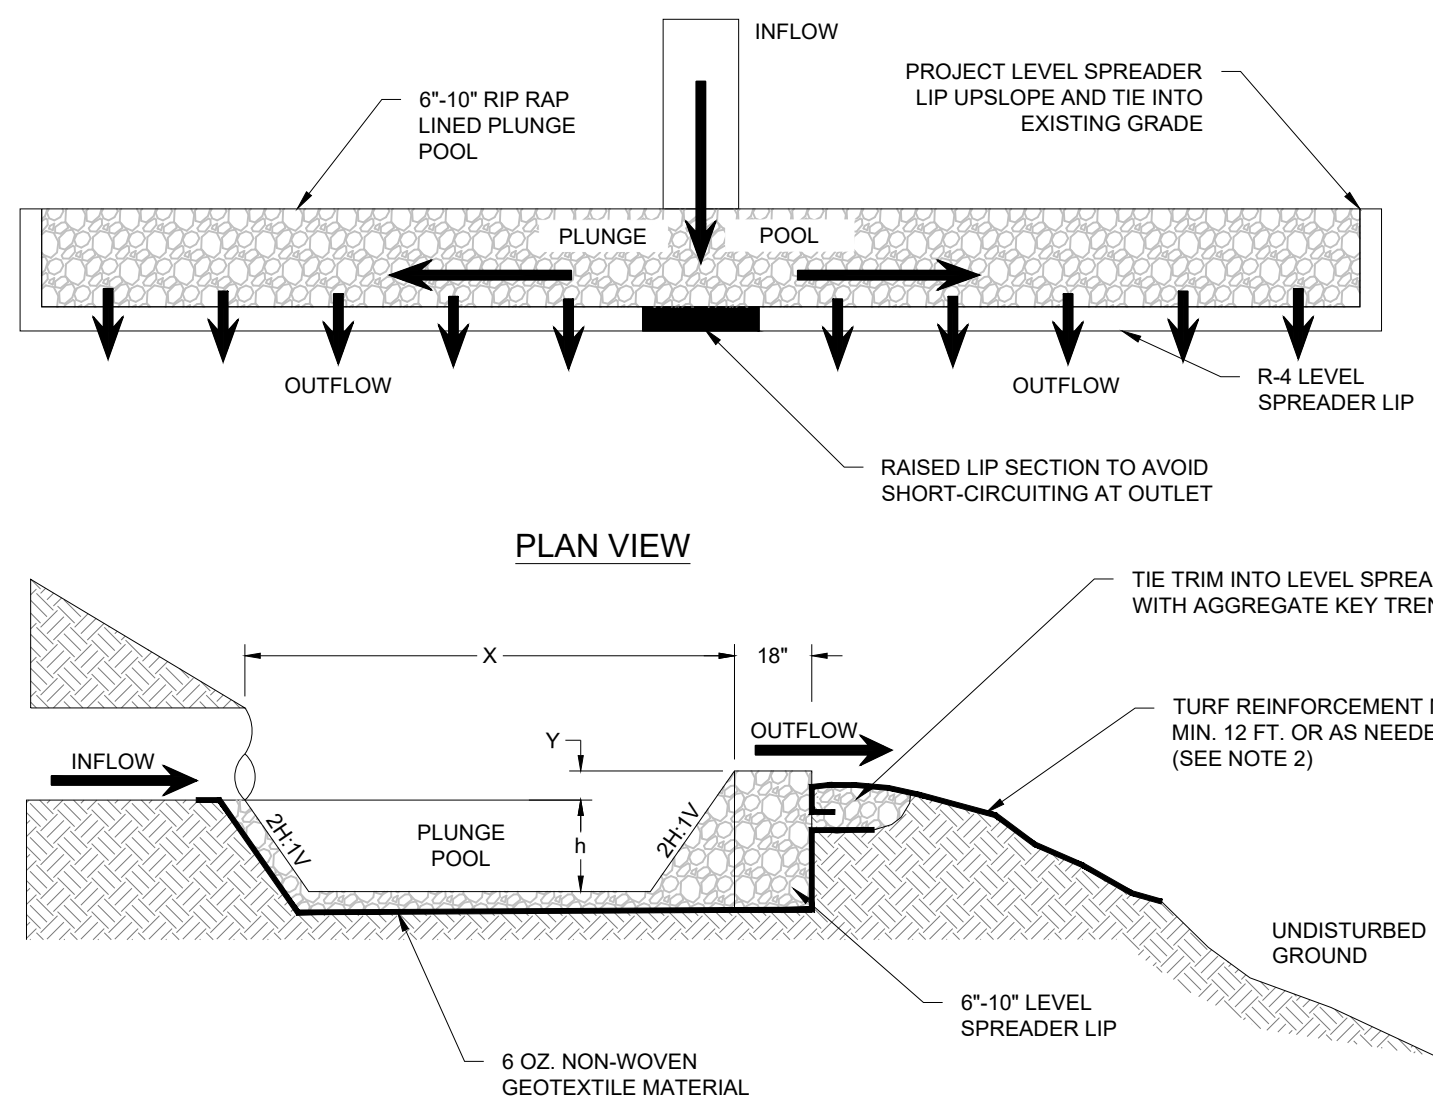 INFLOW
PROJECT LEVEL SPREADER
LIP UPSLOPE AND TIE INTO
EXISTING GRADE
6"-10" RIP RAP
LINED PLUNGE
POOL
PLUNGE POOL
OUTFLOW
OUTFLOW
R-4 LEVEL
SPREADER LIP
RAISED LIP SECTION TO AVOID
SHORT-CIRCUITING AT OUTLET
PLAN VIEW
TIE TRIM INTO LEVEL
WITH AGGREGATE KEY
X
18"
TURF REINFORCEMENT
MIN. 12 FT. OR AS
(SEE NOTE 2)
Y
OUTFLOW
INFLOW
2H:1V
PLUNGE
POOL
h
2H:1V
UNDISTURBED
GROUND
6"-10" LEVEL
SPREADER LIP
6 OZ. NON-WOVEN
GEOTEXTILE MATERIAL